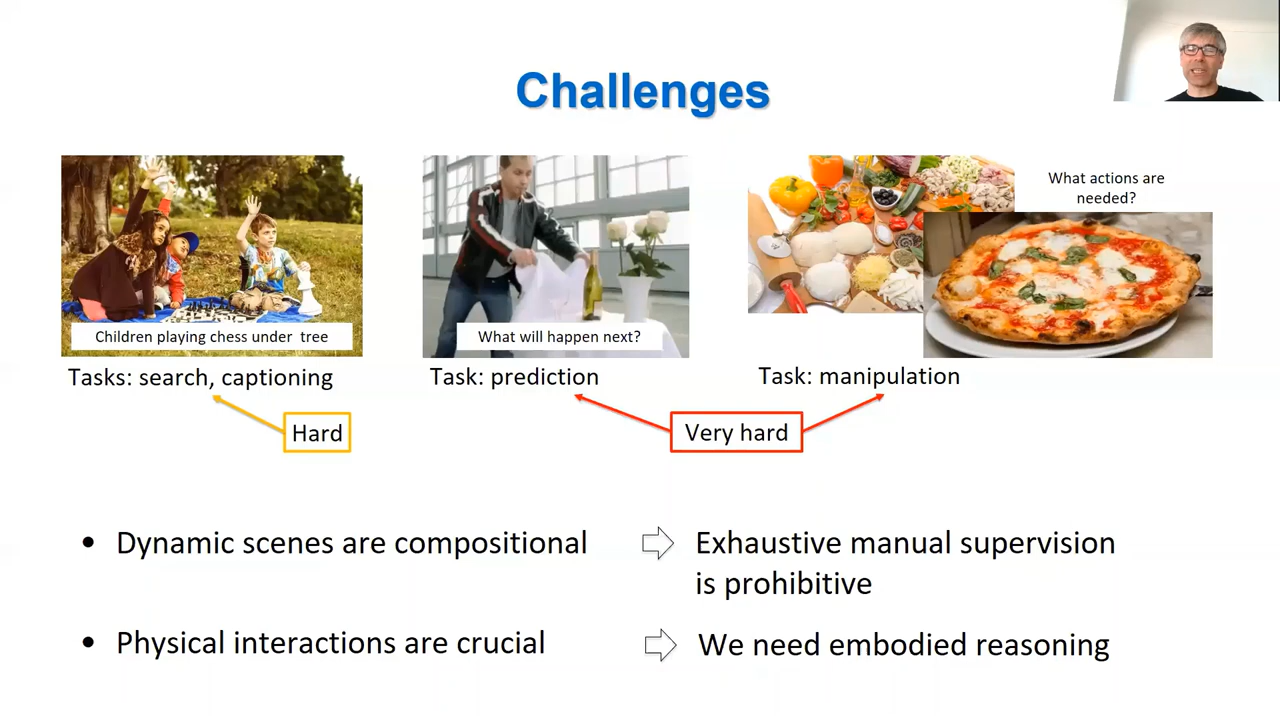 Challenges
What actions are
needed?
Children playing chess under tree
What will happen next?
Tasks: search, captioning
Task: prediction
Task: manipulation
Hard
Very hard
• Dynamic scenes are compositional
Exhaustive manual supervision
is prohibitive
• Physical interactions are crucial
We need embodied reasoning